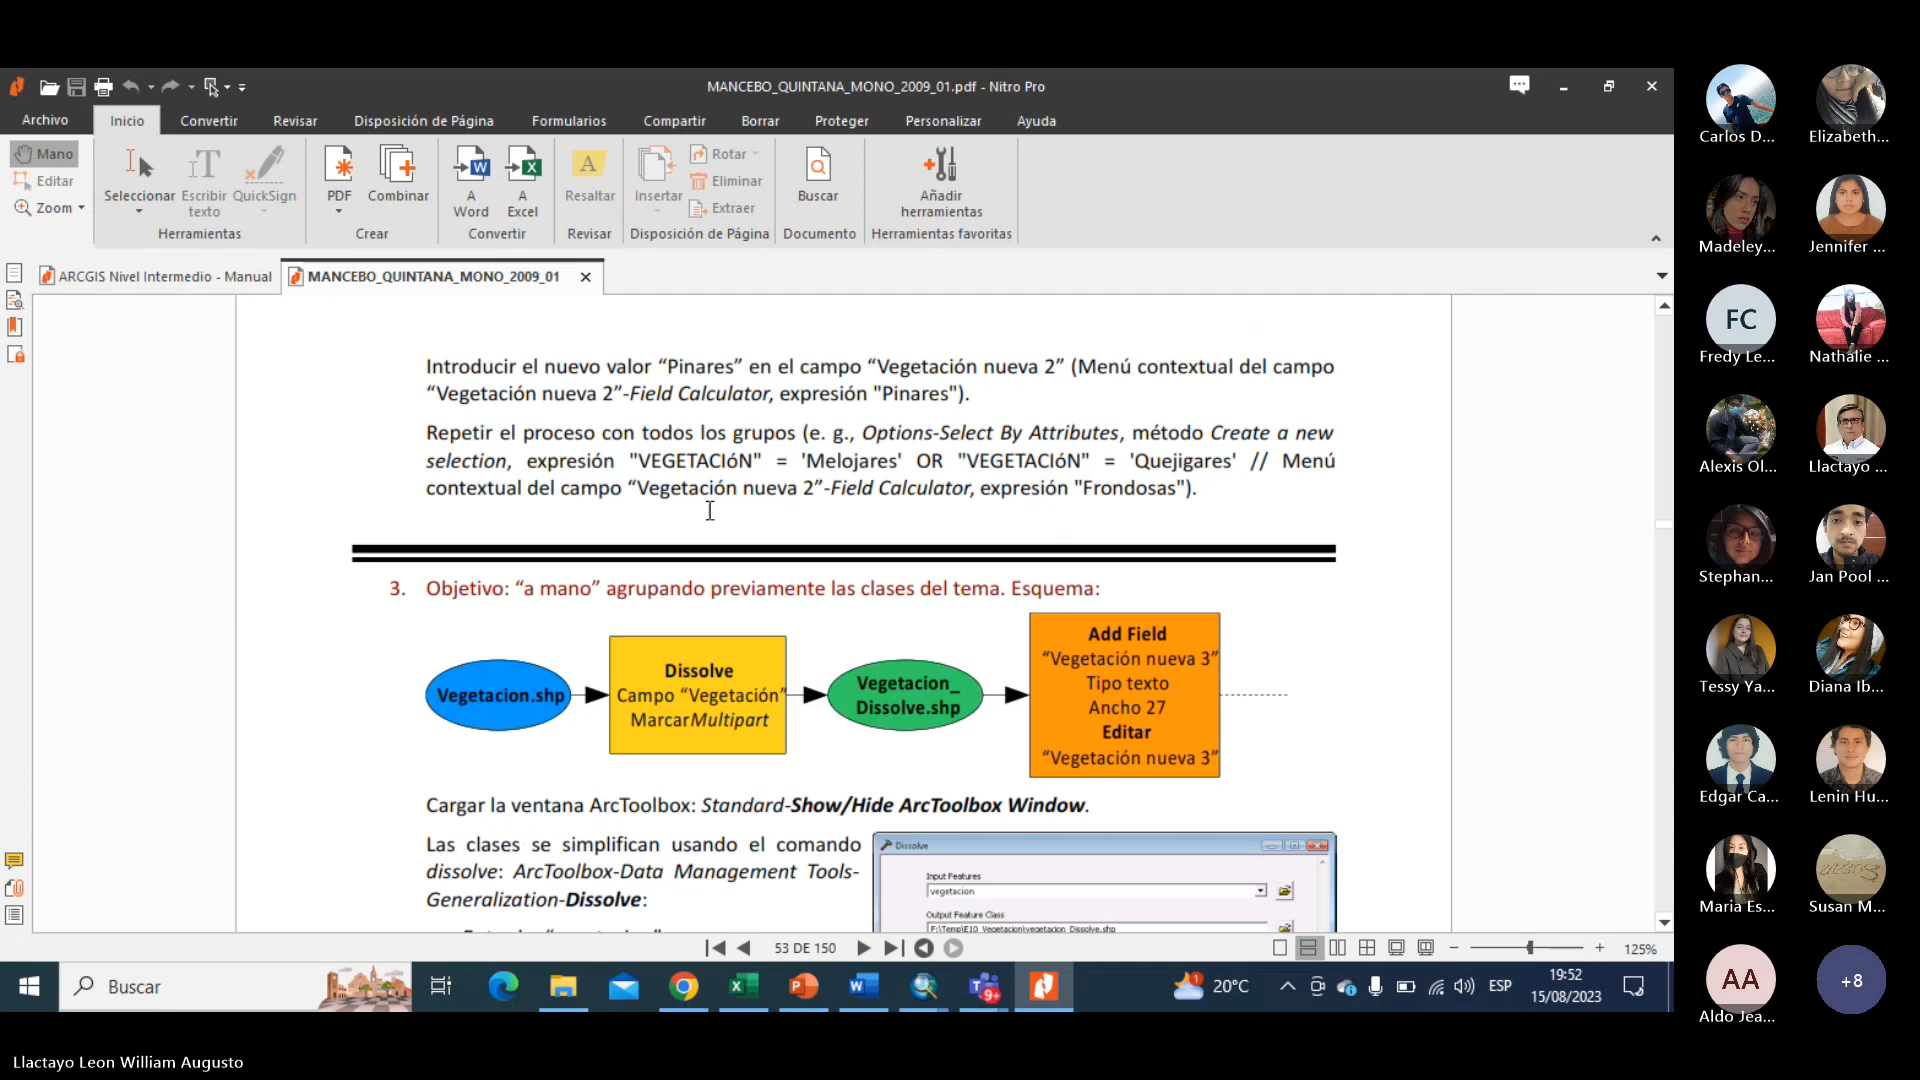 MANCEBO_QUINTANA_MONO_2009_01.pdf - Nitro Pro
Archivo Inicio Convertir Revisar Disposición de Página Formularios Compartir Borrar Proteger Personalizar Ayuda
Mano
Editar
Zoom
Seleccionar
Escribir texto
QuickSign
Herramientas
PDF
Combinar
Crear
A Word
A Excel
Convertir
A
Resaltar
Revisar
Insertar
Rotar
Eliminar
Extraer
Disposición de Página
Buscar
Documento
Añadir herramientas
Herramientas favoritas
ARCGIS Nivel Intermedio - Manual
MANCEBO_QUINTANA_MONO_2009_01
Introducir el nuevo valor “Pinares” en el campo “Vegetación nueva 2” (Menú contextual del campo
“Vegetación nueva 2”-Field Calculator, expresión "Pinares").
Repetir el proceso con todos los grupos (e. g., Options-Select By Attributes, método Create a new
selection, expresión "VEGETACIóN" = 'Melojares' OR "VEGETACIóN" = 'Quejigares' // Menú
contextual del campo “Vegetación nueva 2”-Field Calculator, expresión "Frondosas").
3. Objetivo: “a mano” agrupando previamente las clases del tema. Esquema:
Vegetacion.shp
Dissolve
Campo “Vegetación”
MarcarMultipart
Vegetacion_
Dissolve.shp
Add Field
“Vegetación nueva 3”
Tipo texto
Ancho 27
Editar
“Vegetación nueva 3”
Cargar la ventana ArcToolbox: Standard-Show/Hide ArcToolbox Window.
Las clases se simplifican usando el comando
dissolve: ArcToolbox-Data Management Tools-
Generalization-Dissolve:
Dissolve
Input Features
vegetacion
Output Feature Class
F:\Temp\E10_Vegetacion\vegetacion_Dissolve.shp
53 DE 150
125%
Buscar
9+
1
20°C
ESP
19:52
15/08/2023
Carlos D...
Elizabeth...
Madeley...
Jennifer ...
FC
Fredy Le...
Nathalie ...
Alexis Ol...
Llactayo ...
Stephan...
Jan Pool ...
Tessy Ya...
Diana Ib...
Edgar Ca...
Lenin Hu...
Maria Es...
Susan M...
AA
Aldo Jea...
+8
Llactayo Leon William Augusto